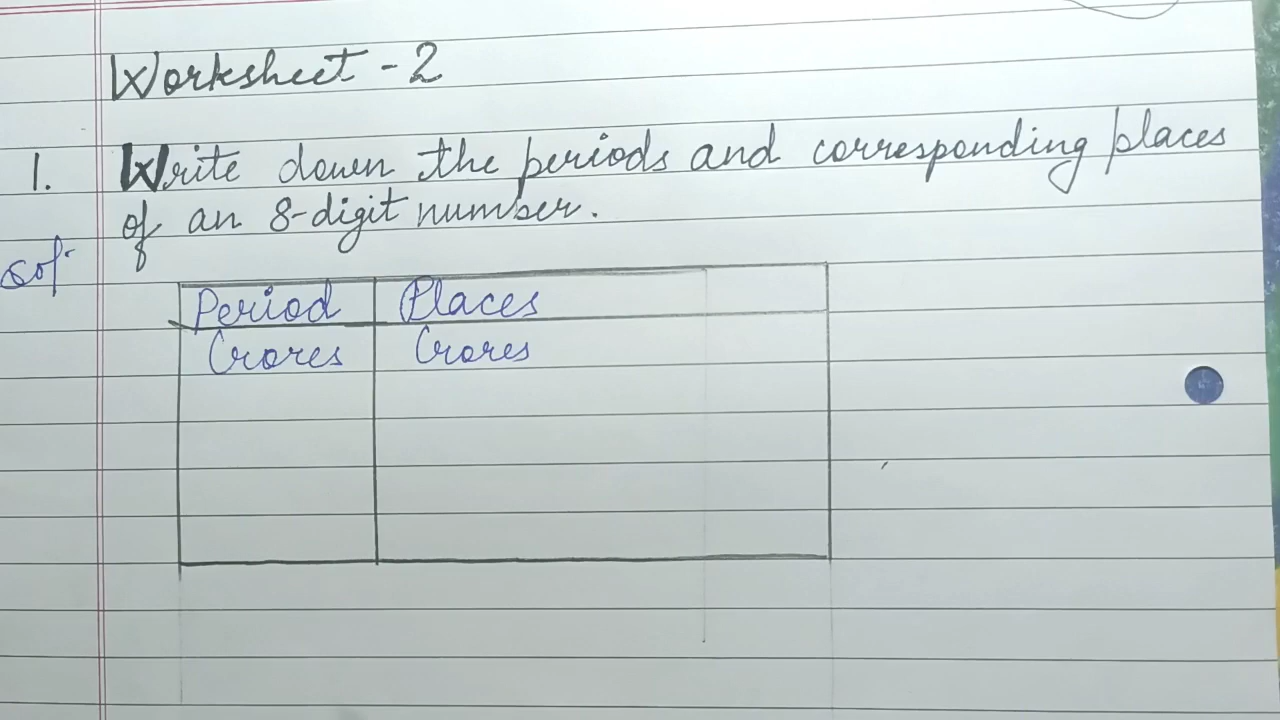 Worksheet - 2
1. Write down the periods and corresponding places
of an 8-digit number.
Sol.
Period Places
Crores Crores